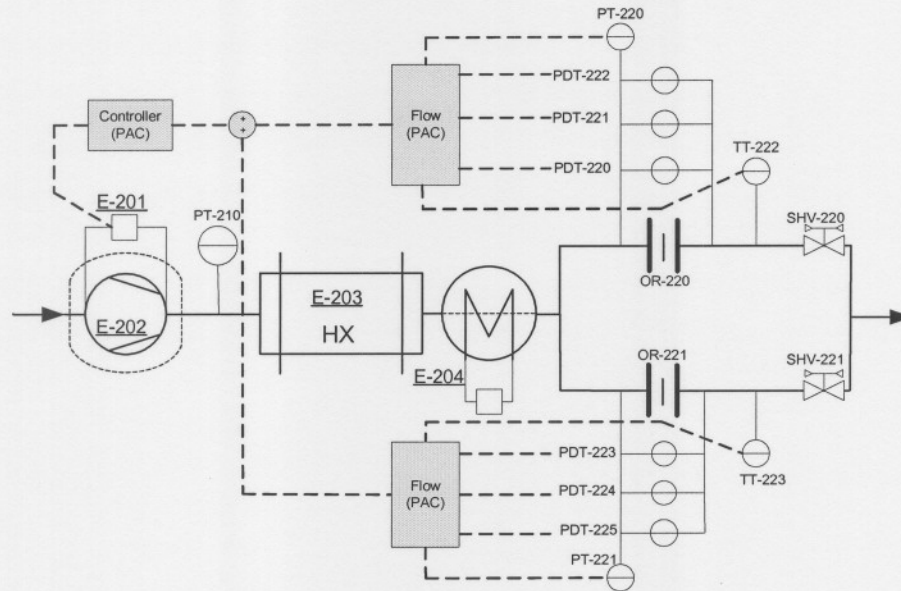 PT-220
PDT-222
Controller
(PAC)
+
+
Flow
(PAC)
PDT-221
PDT-220
TT-222
E-201
PT-210
SHV-220
OR-220
E-203
HX
E-202
OR-221
SHV-221
E-204
PDT-223
Flow
(PAC)
PDT-224
TT-223
PDT-225
PT-221